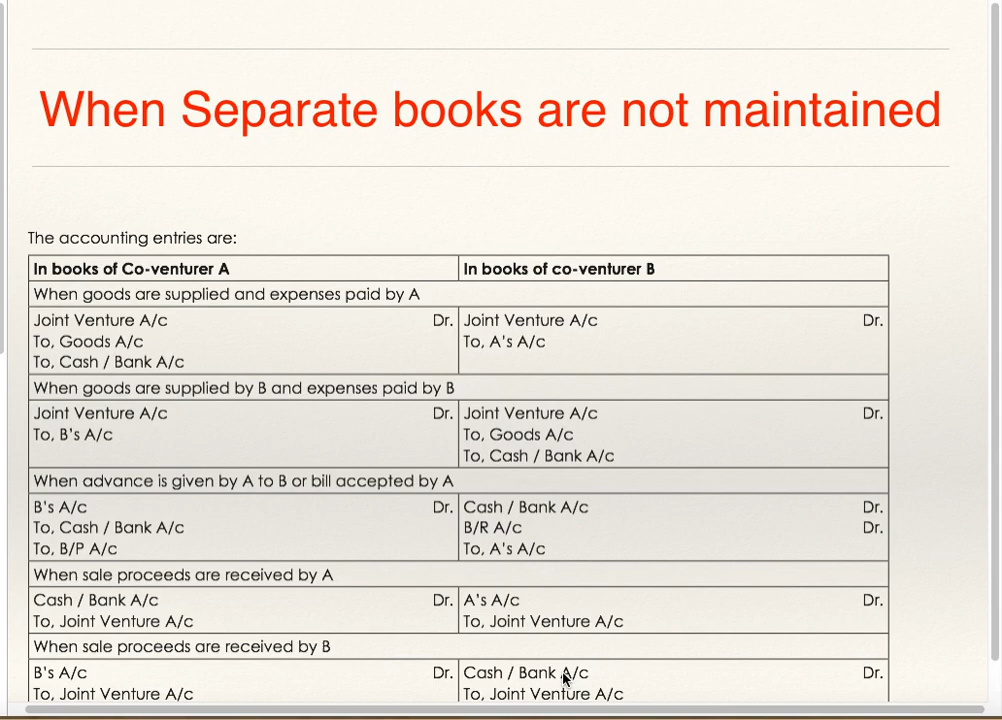 When Separate books are not maintained
The accounting entries are:
In books of Co-venturer A In books of co-venturer B
When goods are supplied and expenses paid by A
Joint Venture A/c Dr. Joint Venture A/c Dr.
To, Goods A/c To, A's A/c
To, Cash / Bank A/c
When goods are supplied by B and expenses paid by B
Joint Venture A/c Dr. Joint Venture A/c Dr.
To, B's A/c To, Goods A/c
To, Cash / Bank A/c
When advance is given by A to B or bill accepted by A
B's A/c Dr. Cash / Bank A/c Dr.
To, Cash / Bank A/c B/R A/c Dr.
To, B/P A/c To, A's A/c
When sale proceeds are received by A
Cash / Bank A/c Dr. A's A/c Dr.
To, Joint Venture A/c To, Joint Venture A/c
When sale proceeds are received by B
B's A/c Dr. Cash / Bank A/c Dr.
To, Joint Venture A/c To, Joint Venture A/c